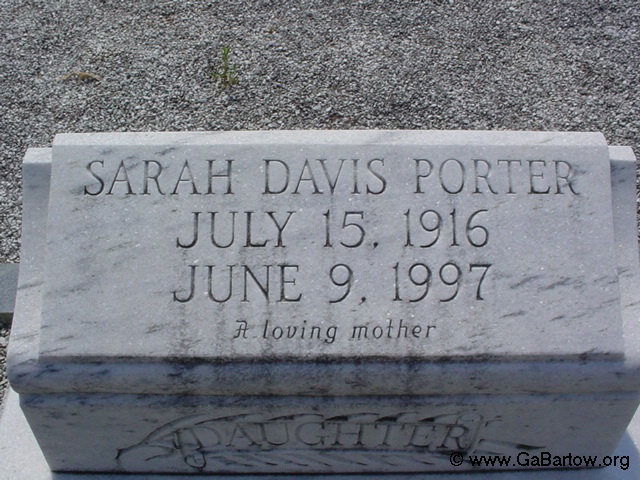 SARAH DAVIS PORTER
JULY 15, 1916
JUNE 9, 1997
A loving mother
DAUGHTER
© www.GaBartow.org